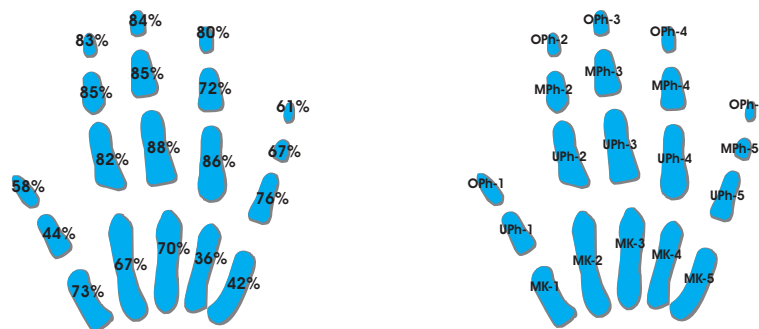 84%
83%
80%
85%
85%
72%
61%
88%
82%
86%
67%
58%
76%
44%
70%
67%
36%
73%
42%
OPh-3
OPh-2
OPh-4
MPh-3
MPh-2
MPh-4
OPh-
UPh-3
UPh-2
UPh-4
MPh-5
OPh-1
UPh-5
UPh-1
MK-3
MK-2
MK-4
MK-1
MK-5